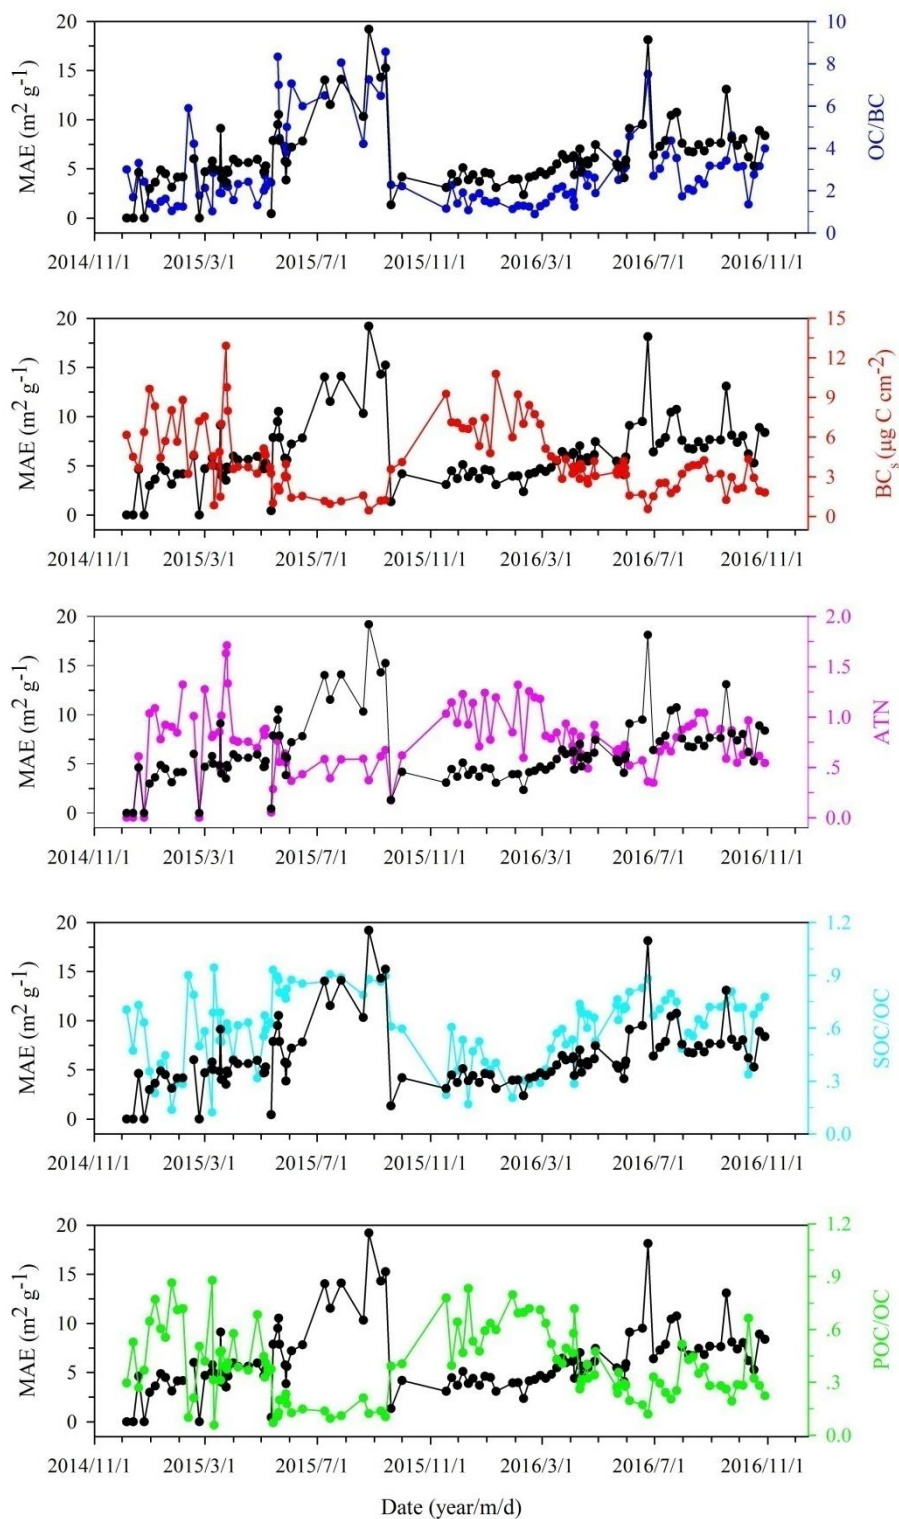 20 10
15 8
10 6
5 4
0 2
0
MAE (m² g⁻¹)
OC/BC
2014/11/1 2015/3/1 2015/7/1 2015/11/1 2016/3/1 2016/7/1 2016/11/1
20 15
15 12
10 9
5 6
0 3
0
MAE (m² g⁻¹)
BCs (µg C cm⁻²)
2014/11/1 2015/3/1 2015/7/1 2015/11/1 2016/3/1 2016/7/1 2016/11/1
20 2.0
15 1.5
10 1.0
5 .5
0 0.0
MAE (m² g⁻¹)
ATN
2014/11/1 2015/3/1 2015/7/1 2015/11/1 2016/3/1 2016/7/1 2016/11/1
20 1.2
15 .9
10 .6
5 .3
0 0.0
MAE (m² g⁻¹)
SOC/OC
2014/11/1 2015/3/1 2015/7/1 2015/11/1 2016/3/1 2016/7/1 2016/11/1
20 1.2
15 .9
10 .6
5 .3
0 0.0
MAE (m² g⁻¹)
POC/OC
2014/11/1 2015/3/1 2015/7/1 2015/11/1 2016/3/1 2016/7/1 2016/11/1
Date (year/m/d)